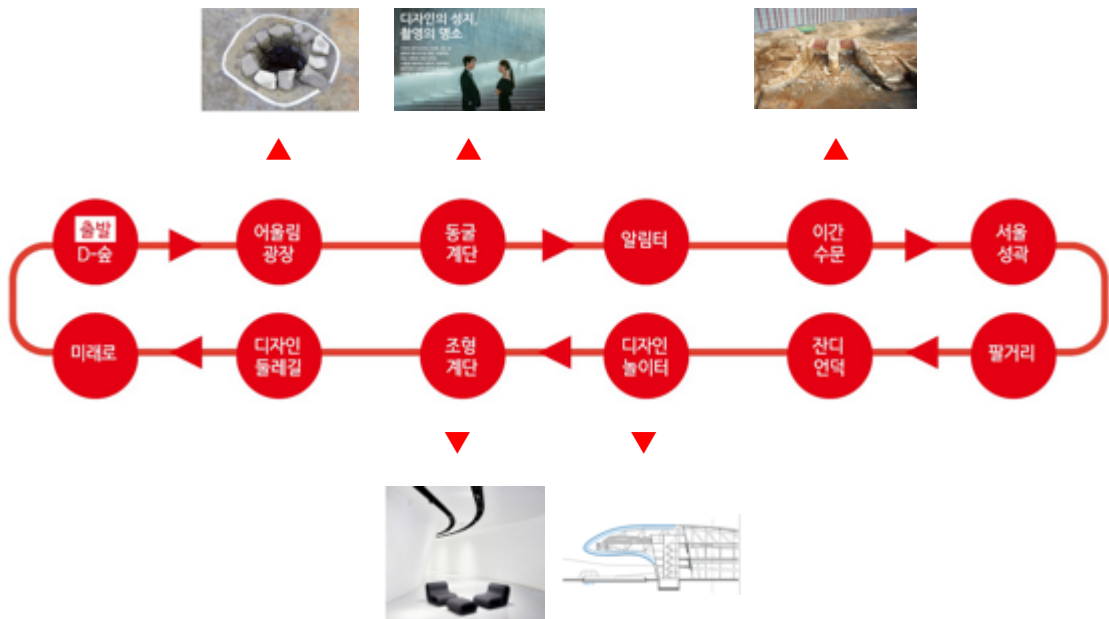 디자인의 성지,
촬영의 명소
출발
D-숲
어울림
광장
동굴
계단
알림터
이간
수문
서울
성곽
미래로
디자인
둘레길
조형
계단
디자인
놀이터
잔디
언덕
팔거리